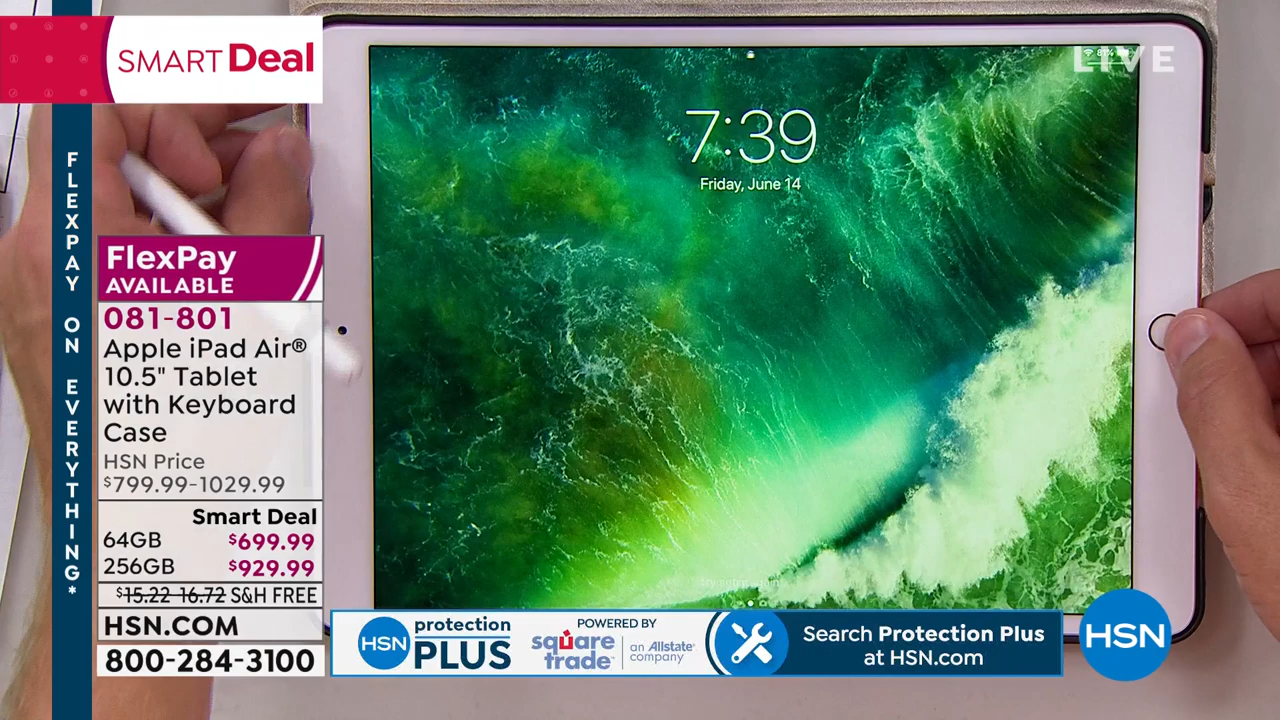 SMART Deal
FLEXPAY ON EVERYTHING*
FlexPay
AVAILABLE
081-801
Apple iPad Air®
10.5" Tablet
with Keyboard
Case
HSN Price
$799.99-1029.99
Smart Deal
64GB $699.99
256GB $929.99
$15.22-16.72 S&H FREE
HSN.COM
800-284-3100
LIVE
81%
7:39
Friday, June 14
HSN
protection
PLUS
POWERED BY
square
trade
an Allstate
company
Search Protection Plus
at HSN.com
HSN